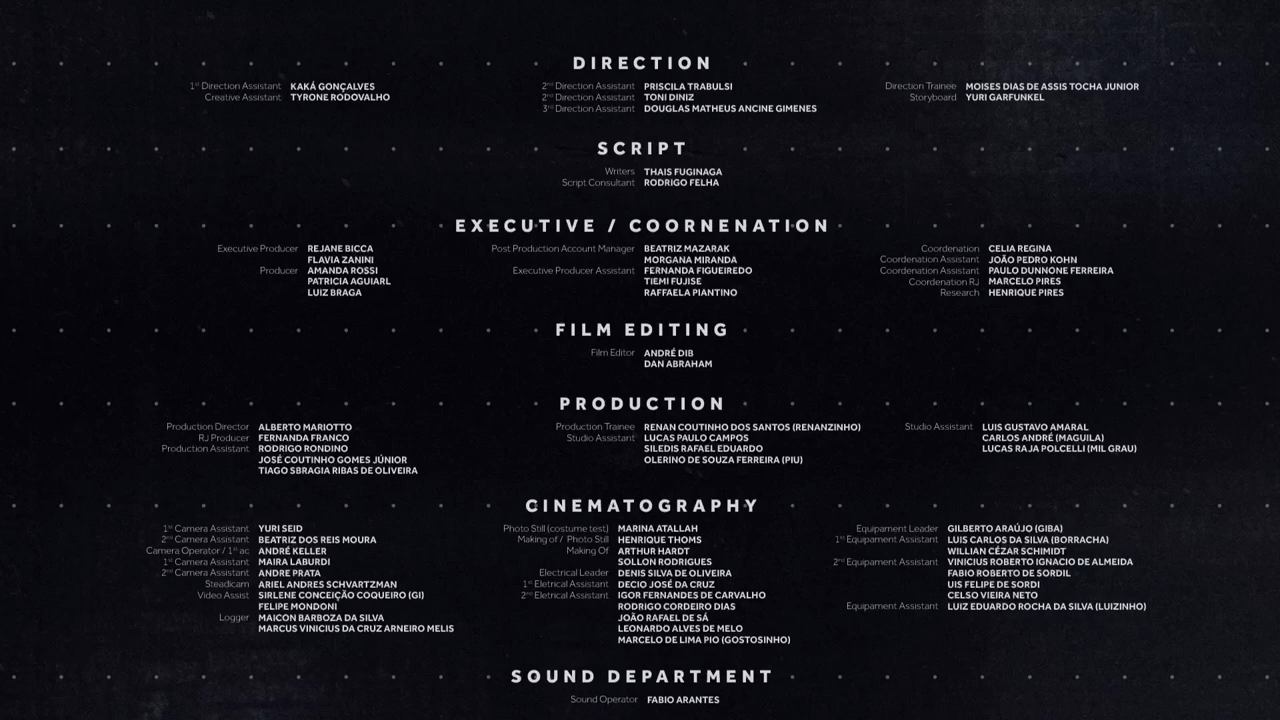 DIRECTION
1st Direction Assistant KAKÁ GONÇALVES
Creative Assistant TYRONE RODOVALHO
2nd Direction Assistant PRISCILA TRABULSI
2nd Direction Assistant TONI DINIZ
3rd Direction Assistant DOUGLAS MATHEUS ANCINE GIMENES
Direction Trainee MOISES DIAS DE ASSIS TOCHA JUNIOR
Storyboard YURI GARFUNKEL
SCRIPT
Writers THAIS FUGINAGA
Script Consultant RODRIGO FELHA
EXECUTIVE / COORNENATION
Executive Producer REJANE BICCA
FLAVIA ZANINI
Producer AMANDA ROSSI
PATRICIA AGUIARL
LUIZ BRAGA
Post Production Account Manager BEATRIZ MAZARAK
MORGANA MIRANDA
Executive Producer Assistant FERNANDA FIGUEIREDO
TIEMI FUJISE
RAFFAELA PIANTINO
Coordenation CELIA REGINA
Coordenation Assistant JOÃO PEDRO KOHN
Coordenation Assistant PAULO DUNNONE FERREIRA
Coordenation RJ MARCELO PIRES
Research HENRIQUE PIRES
FILM EDITING
Film Editor ANDRÉ DIB
DAN ABRAHAM
PRODUCTION
Production Director ALBERTO MARIOTTO
RJ Producer FERNANDA FRANCO
Production Assistant RODRIGO RONDINO
JOSÉ COUTINHO GOMES JÚNIOR
TIAGO SBRAGIA RIBAS DE OLIVEIRA
Production Trainee RENAN COUTINHO DOS SANTOS (RENANZINHO)
Studio Assistant LUCAS PAULO CAMPOS
SILEDIS RAFAEL EDUARDO
OLERINO DE SOUZA FERREIRA (PIU)
Studio Assistant LUIS GUSTAVO AMARAL
CARLOS ANDRÉ (MAGUILA)
LUCAS RAJA POLCELLI (MIL GRAU)
CINEMATOGRAPHY
1st Camera Assistant YURI SEID
2nd Camera Assistant BEATRIZ DOS REIS MOURA
Camera Operator / 1st ac ANDRÉ KELLER
1st Camera Assistant MAIRA LABURDI
2nd Camera Assistant ANDRE PRATA
Steadicam ARIEL ANDRES SCHVARTZMAN
Video Assist SIRLENE CONCEIÇÃO COQUEIRO (GI)
FELIPE MONDONI
Logger MAICON BARBOZA DA SILVA
MARCUS VINICIUS DA CRUZ ARNEIRO MELIS
Photo Still (costume test) MARINA ATALLAH
Making of / Photo Still HENRIQUE THOMS
Making Of ARTHUR HARDT
SOLLON RODRIGUES
Electrical Leader DENIS SILVA DE OLIVEIRA
1st Eletrical Assistant DECIO JOSÉ DA CRUZ
2nd Eletrical Assistant IGOR FERNANDES DE CARVALHO
RODRIGO CORDEIRO DIAS
JOÃO RAFAEL DE SÁ
LEONARDO ALVES DE MELO
MARCELO DE LIMA PIO (GOSTOSINHO)
Equipament Leader GILBERTO ARAÚJO (GIBA)
1st Equipament Assistant LUIS CARLOS DA SILVA (BORRACHA)
WILLIAN CÉZAR SCHIMIDT
2nd Equipament Assistant VINICIUS ROBERTO IGNACIO DE ALMEIDA
FABIO ROBERTO DE SORDIL
UIS FELIPE DE SORDI
CELSO VIEIRA NETO
Equipament Assistant LUIZ EDUARDO ROCHA DA SILVA (LUIZINHO)
SOUND DEPARTMENT
Sound Operator FABIO ARANTES